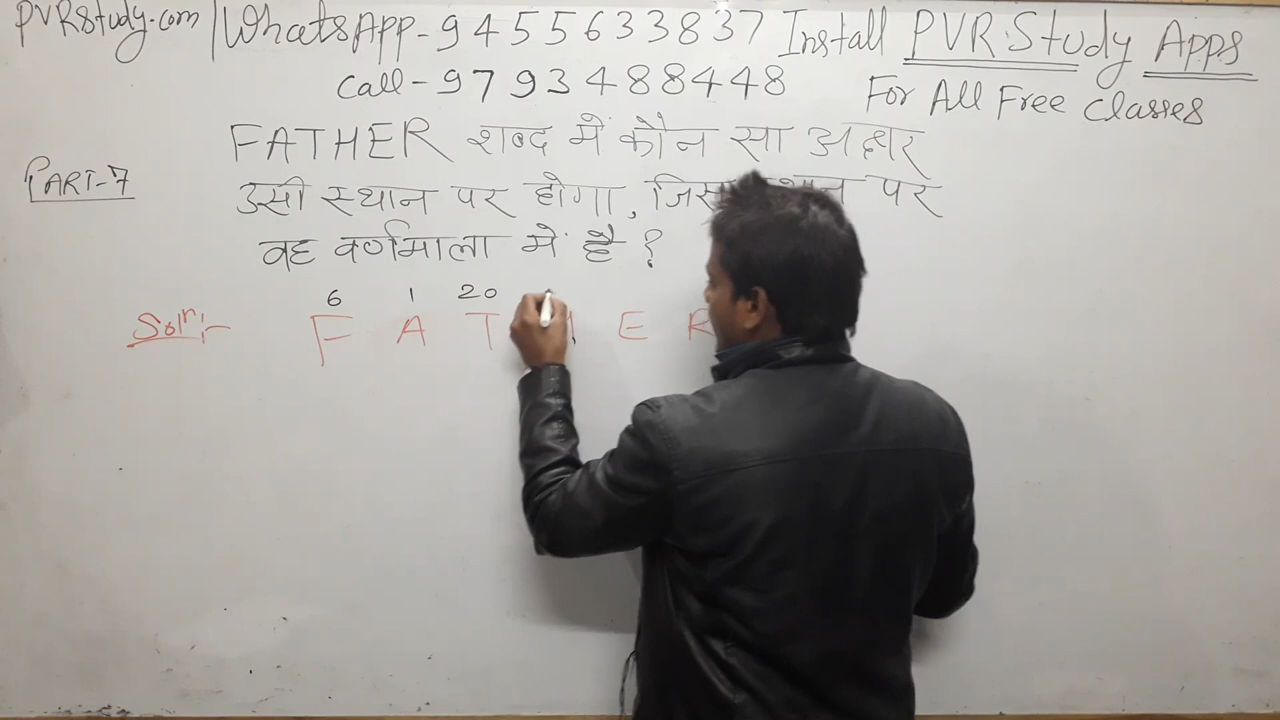 PVRStudy.com | WhatsApp - 9455633837 Install PVR Study Apps
Call - 9793488448 For All Free Classes
PART-7
FATHER शब्द में कौन सा अक्षर
उसी स्थान पर होगा, जिस स्थान पर
वह वर्णमाला में है ?
6 1 20
Solⁿ:- F A T H E R